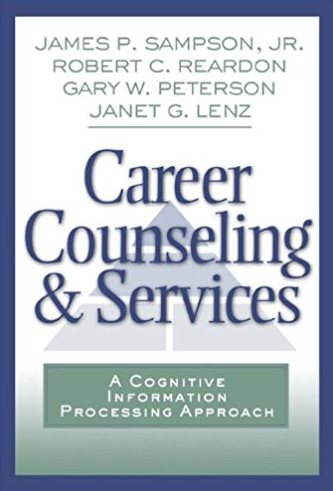 JAMES P. SAMPSON, JR.
ROBERT C. REARDON
GARY W. PETERSON
JANET G. LENZ
Career
Counseling
& Services
A COGNITIVE
INFORMATION
PROCESSING APPROACH